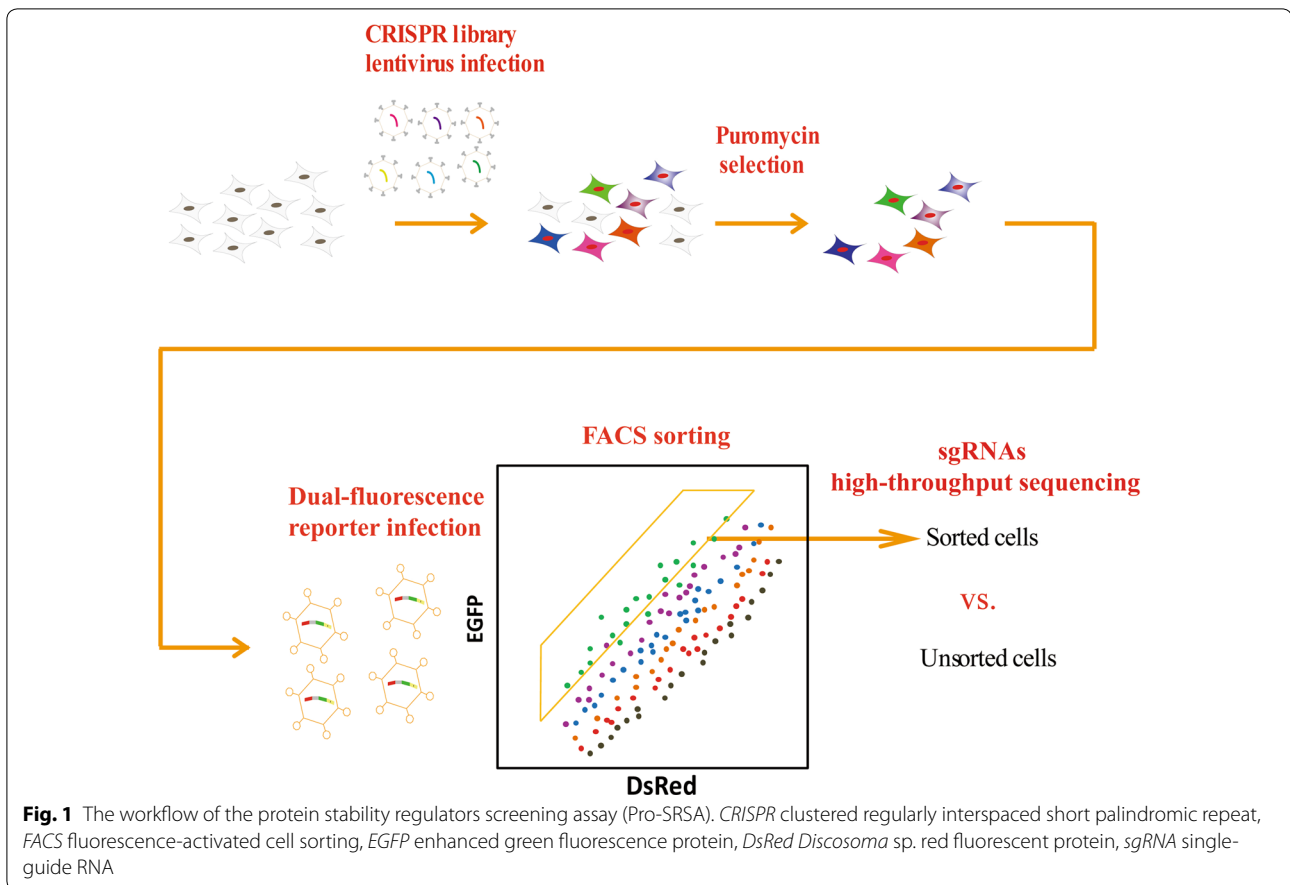 CRISPR library
lentivirus infection
Puromycin
selection
FACS sorting
Dual-fluorescence
reporter infection
EGFP
DsRed
sgRNAs
high-throughput sequencing
Sorted cells
VS.
Unsorted cells
Fig. 1 The workflow of the protein stability regulators screening assay (Pro-SRSA). CRISPR clustered regularly interspaced short palindromic repeat,
FACS fluorescence-activated cell sorting, EGFP enhanced green fluorescence protein, DsRed Discosoma sp. red fluorescent protein, sgRNA single-
guide RNA